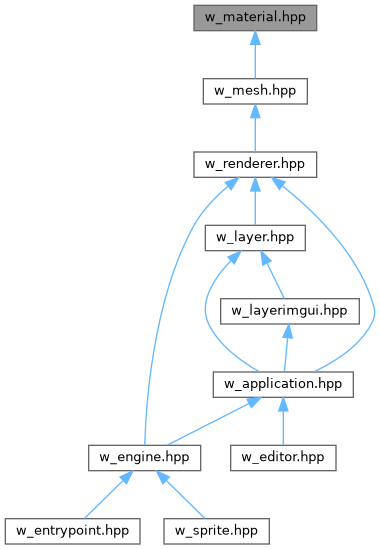 w_material.hpp
w_mesh.hpp
w_renderer.hpp
w_layer.hpp
w_layerimgui.hpp
w_application.hpp
w_engine.hpp
w_editor.hpp
w_entrypoint.hpp
w_sprite.hpp